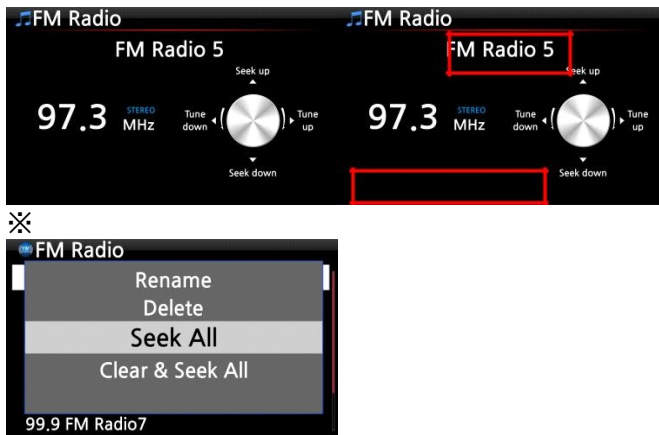 FM Radio
FM Radio 5
Seek up
97.3 STEREO MHz
Tune down
Tune up
Seek down
FM Radio
FM Radio 5
Seek up
97.3 STEREO MHz
Tune down
Tune up
Seek down
※
FM Radio
Rename
Delete
Seek All
Clear & Seek All
99.9 FM Radio7